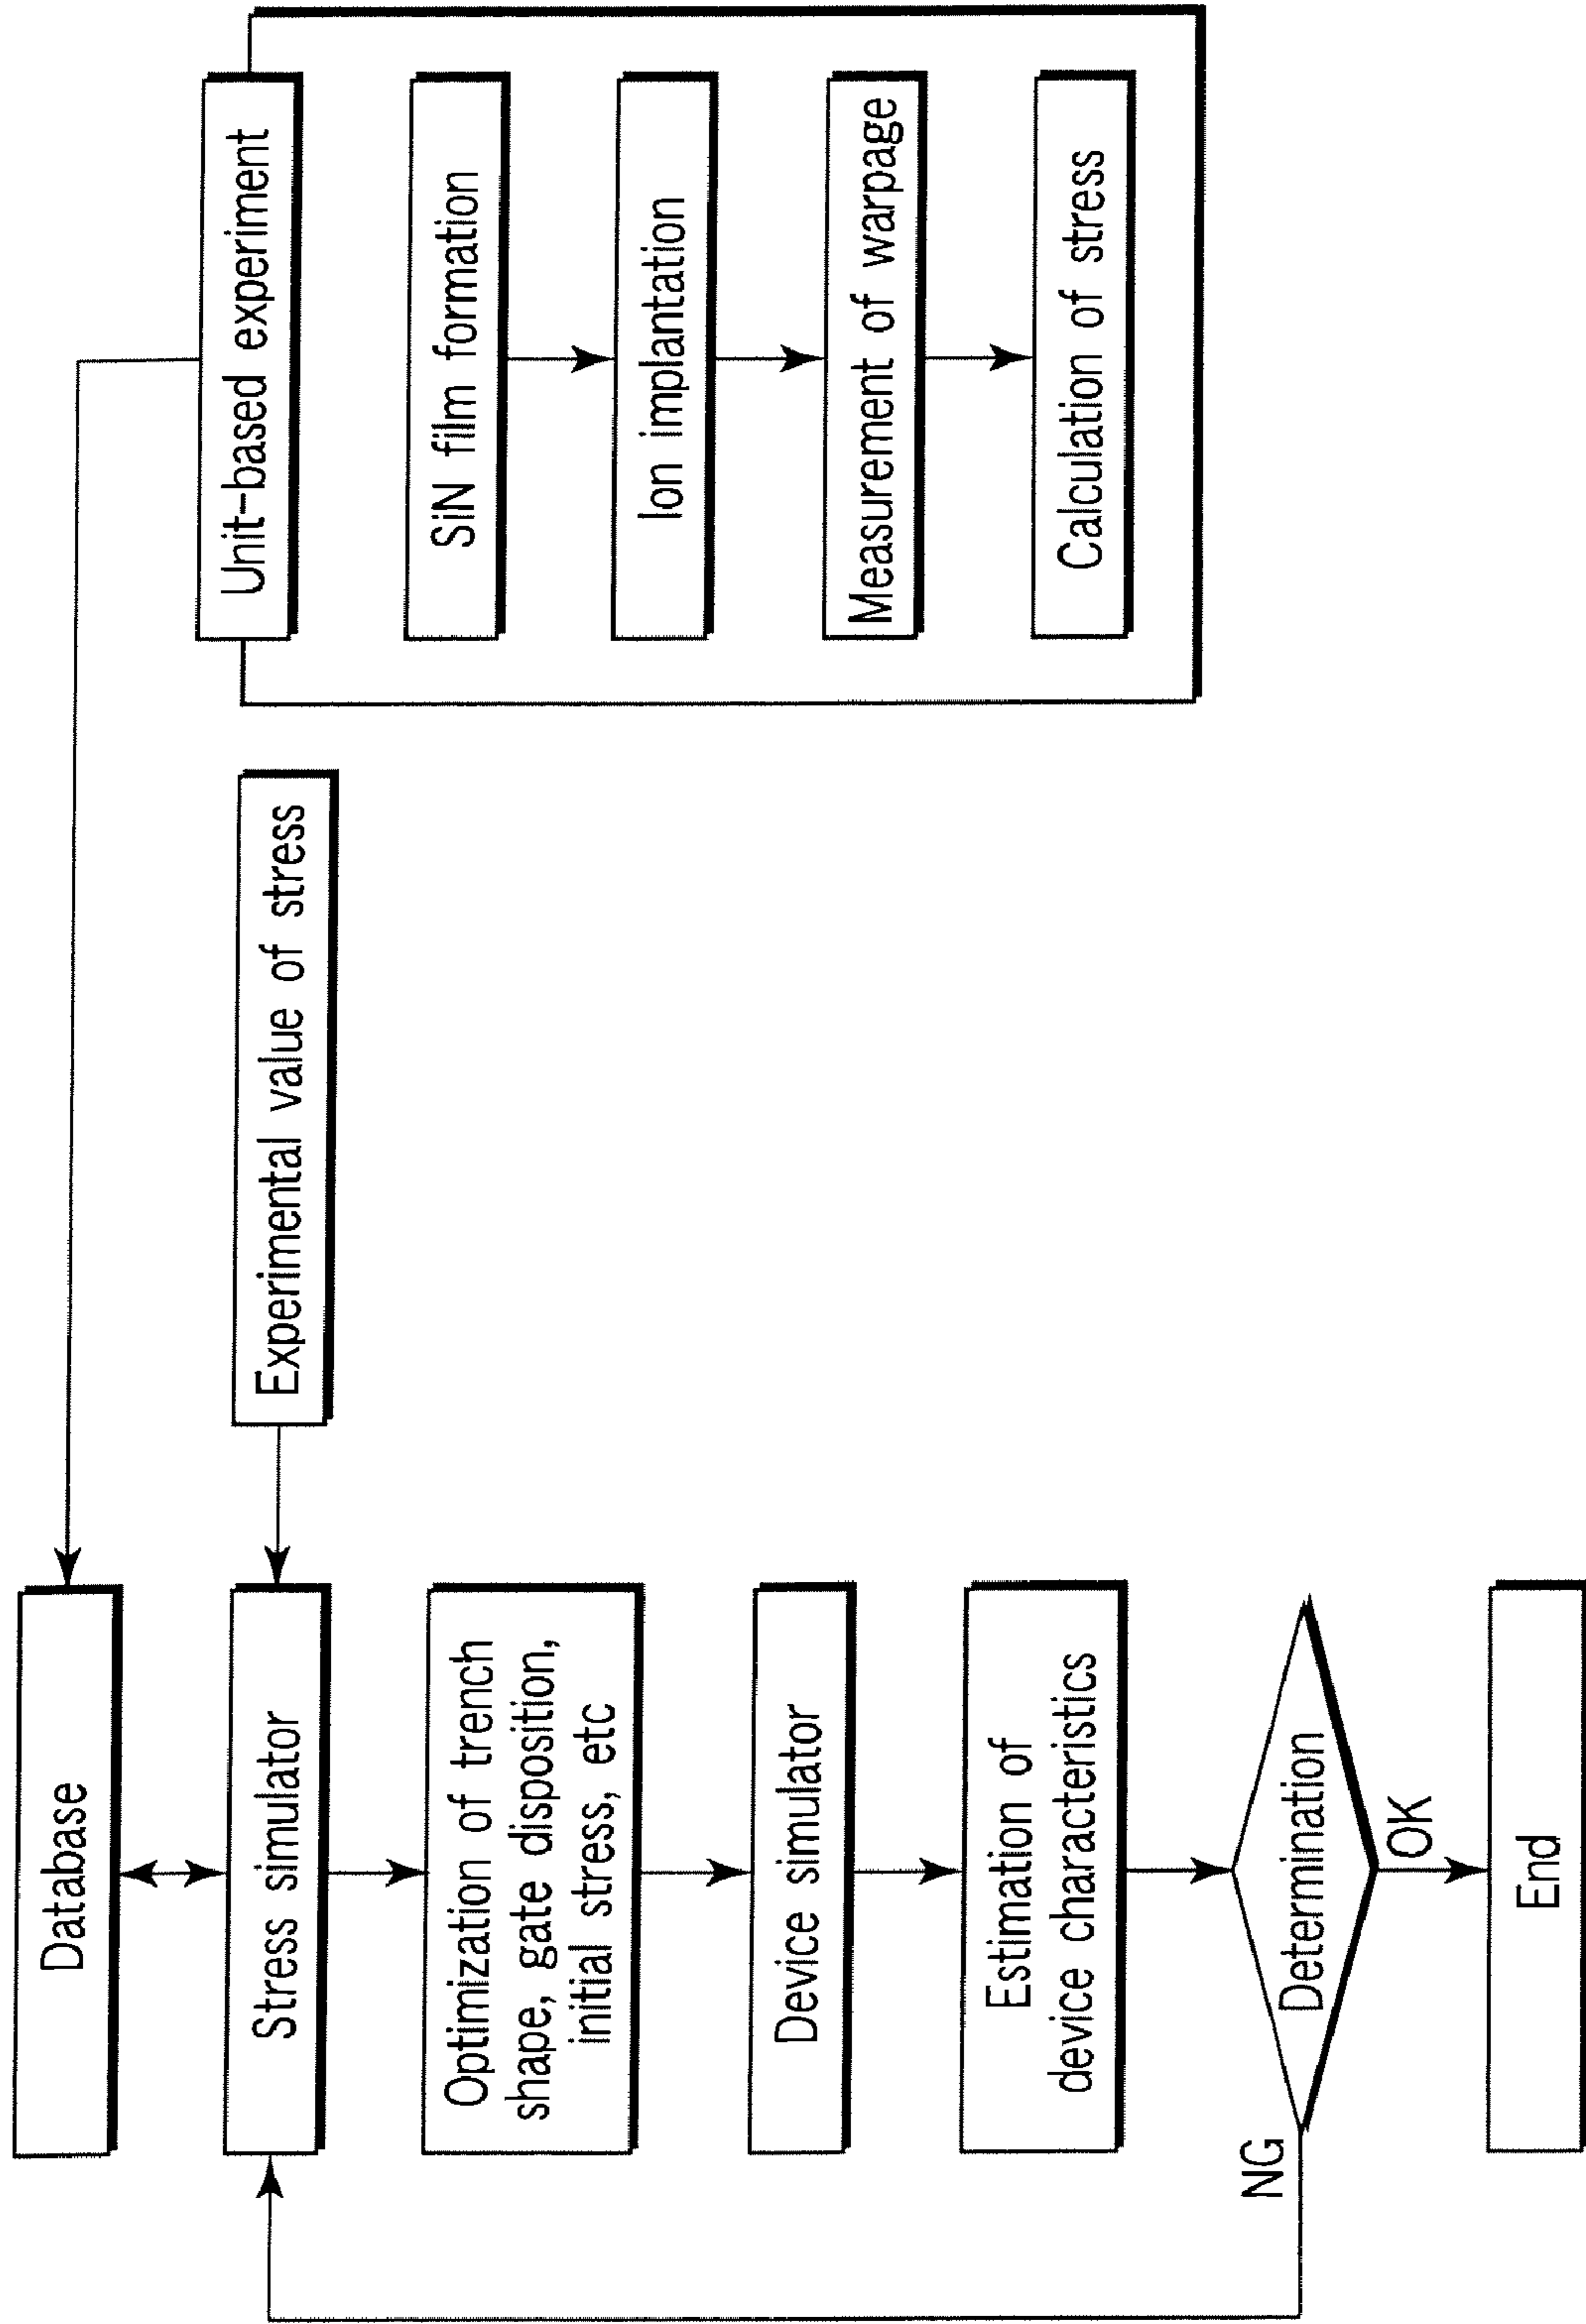 Database
Stress simulator
Optimization of trench
shape, gate disposition,
initial stress, etc
Device simulator
Estimation of
device characteristics
Determination
NG
OK
End
Experimental value of stress
Unit-based experiment
SiN film formation
Ion implantation
Measurement of warpage
Calculation of stress